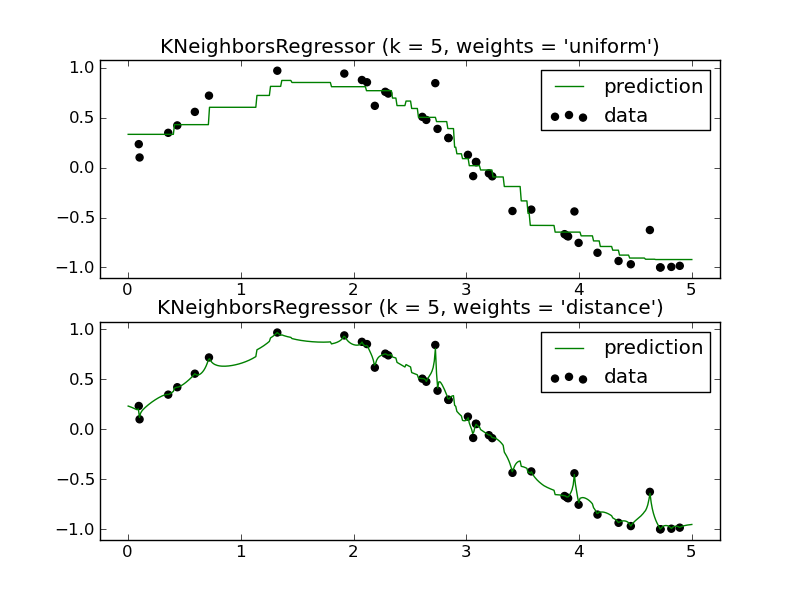 KNeighborsRegressor (k = 5, weights = 'uniform')
1.0
0.5
0.0
−0.5
−1.0
0 1 2 3 4 5
prediction
data
KNeighborsRegressor (k = 5, weights = 'distance')
1.0
0.5
0.0
−0.5
−1.0
0 1 2 3 4 5
prediction
data